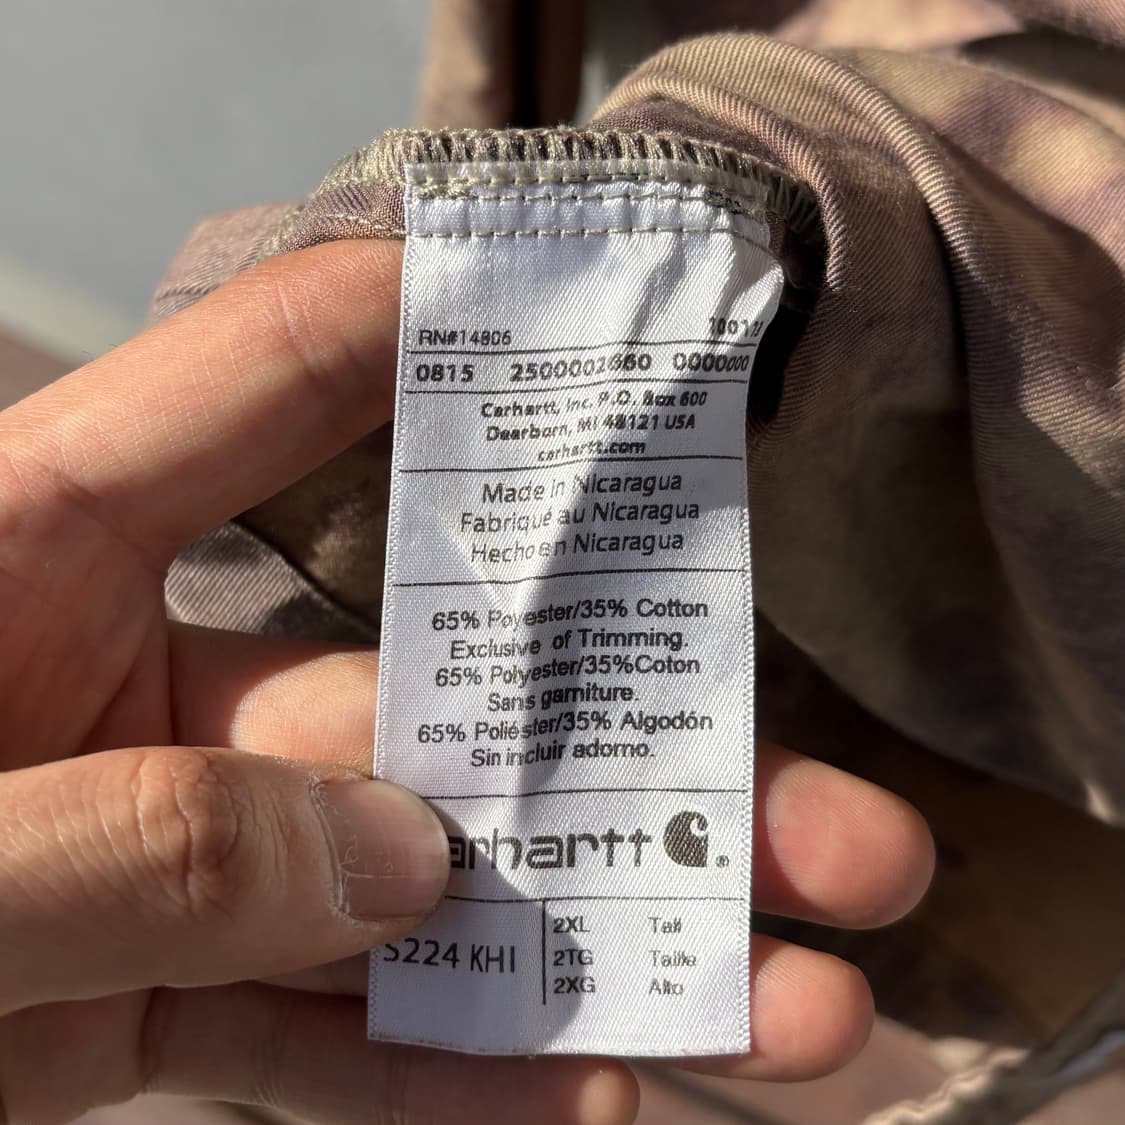 RN#14806
0815 2500002660 0000000
Carhartt, Inc. P.O. Box 600
Dearborn, MI 48121 USA
carhartt.com
Made in Nicaragua
Fabriqué au Nicaragua
Hecho en Nicaragua
65% Polyester/35% Cotton
Exclusive of Trimming.
65% Polyester/35%Coton
Sans garniture.
65% Poliéster/35% Algodón
Sin incluir adorno.
arhartt ®
S224 KHI
2XL Tall
2TG Taille
2XG Alto